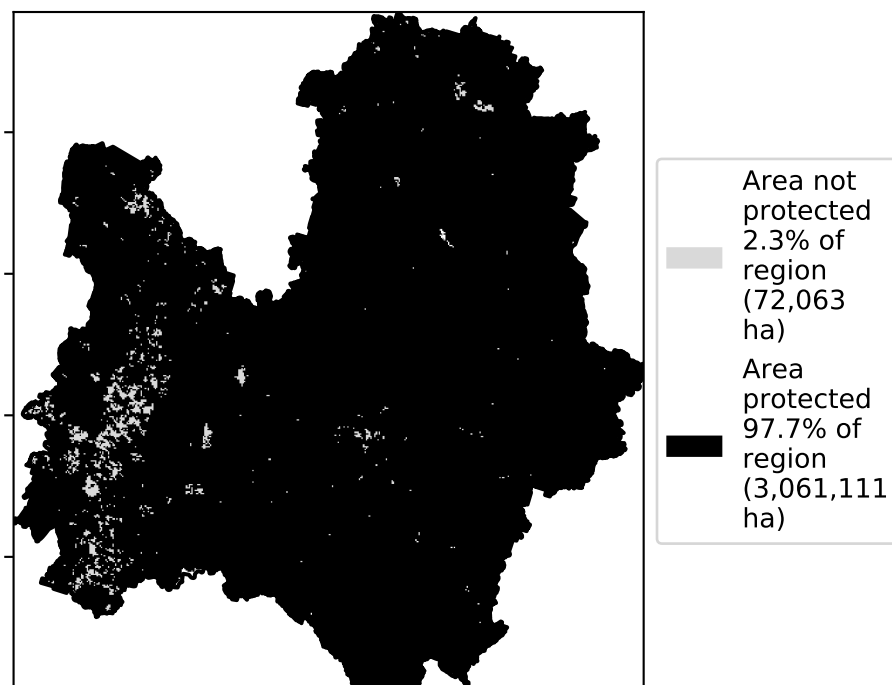 Area not
protected
2.3% of
region
(72,063
ha)
Area
protected
97.7% of
region
(3,061,111
ha)